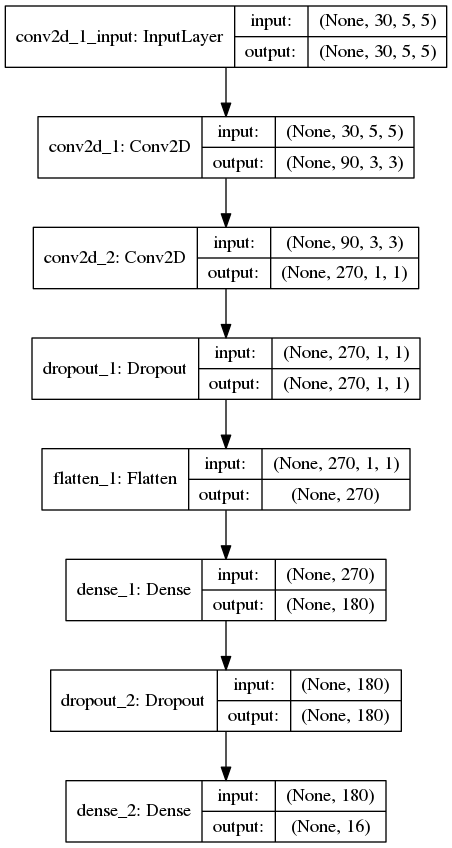 conv2d_1_input: InputLayer
input: (None, 30, 5, 5)
output: (None, 30, 5, 5)
conv2d_1: Conv2D
input: (None, 30, 5, 5)
output: (None, 90, 3, 3)
conv2d_2: Conv2D
input: (None, 90, 3, 3)
output: (None, 270, 1, 1)
dropout_1: Dropout
input: (None, 270, 1, 1)
output: (None, 270, 1, 1)
flatten_1: Flatten
input: (None, 270, 1, 1)
output: (None, 270)
dense_1: Dense
input: (None, 270)
output: (None, 180)
dropout_2: Dropout
input: (None, 180)
output: (None, 180)
dense_2: Dense
input: (None, 180)
output: (None, 16)